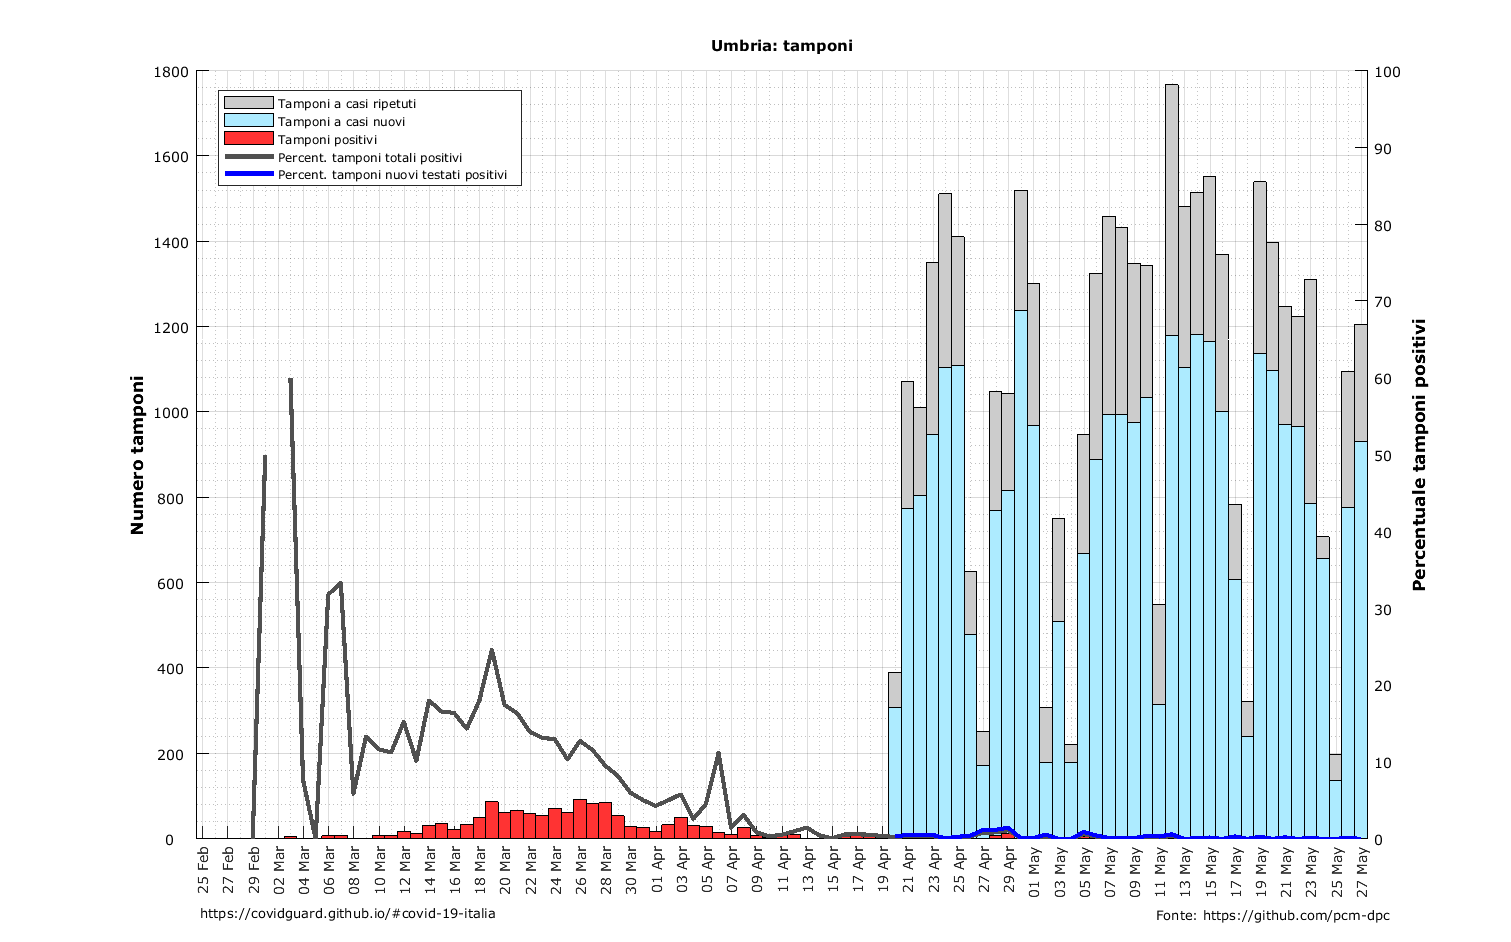 Umbria: tamponi
Tamponi a casi ripetuti
Tamponi a casi nuovi
Tamponi positivi
Percent. tamponi totali positivi
Percent. tamponi nuovi testati positivi
Numero tamponi
1800
1600
1400
1200
1000
800
600
400
200
0
100
90
80
70
60
50
40
30
20
10
0
Percentuale tamponi positivi
25 Feb
27 Feb
29 Feb
02 Mar
04 Mar
06 Mar
08 Mar
10 Mar
12 Mar
14 Mar
16 Mar
18 Mar
20 Mar
22 Mar
24 Mar
26 Mar
28 Mar
30 Mar
01 Apr
03 Apr
05 Apr
07 Apr
09 Apr
11 Apr
13 Apr
15 Apr
17 Apr
19 Apr
21 Apr
23 Apr
25 Apr
27 Apr
29 Apr
01 May
03 May
05 May
07 May
09 May
11 May
13 May
15 May
17 May
19 May
21 May
23 May
25 May
27 May
https://covidguard.github.io/#covid-19-italia
Fonte: https://github.com/pcm-dpc